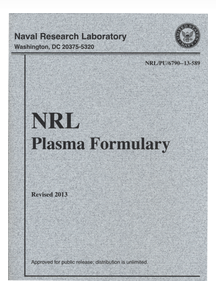 Naval Research Laboratory
Washington, DC 20375-5320
NRL/PU/6790--13-589
NRL
Plasma Formulary
Revised 2013
Approved for public release; distribution is unlimited.